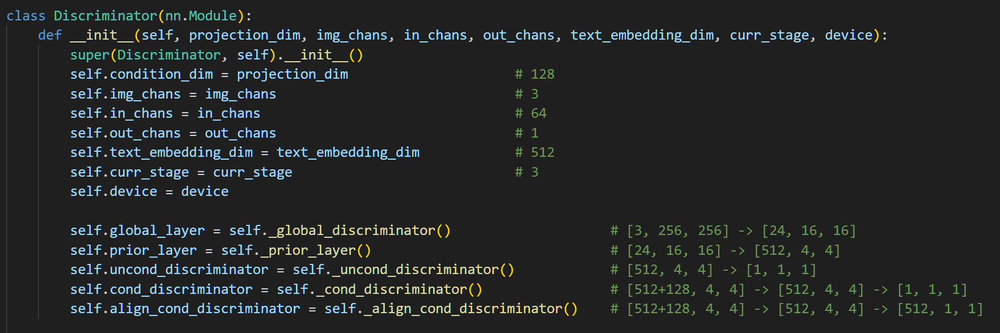 class Discriminator(nn.Module):
    def __init__(self, projection_dim, img_chans, in_chans, out_chans, text_embedding_dim, curr_stage, device):
        super(Discriminator, self).__init__()
        self.condition_dim = projection_dim                     # 128
        self.img_chans = img_chans                              # 3
        self.in_chans = in_chans                                # 64
        self.out_chans = out_chans                              # 1
        self.text_embedding_dim = text_embedding_dim            # 512
        self.curr_stage = curr_stage                            # 3
        self.device = device

        self.global_layer = self._global_discriminator()                    # [3, 256, 256] -> [24, 16, 16]
        self.prior_layer = self._prior_layer()                              # [24, 16, 16] -> [512, 4, 4]
        self.uncond_discriminator = self._uncond_discriminator()            # [512, 4, 4] -> [1, 1, 1]
        self.cond_discriminator = self._cond_discriminator()                # [512+128, 4, 4] -> [512, 4, 4] -> [1, 1, 1]
        self.align_cond_discriminator = self._align_cond_discriminator()    # [512+128, 4, 4] -> [512, 4, 4] -> [512, 1, 1]